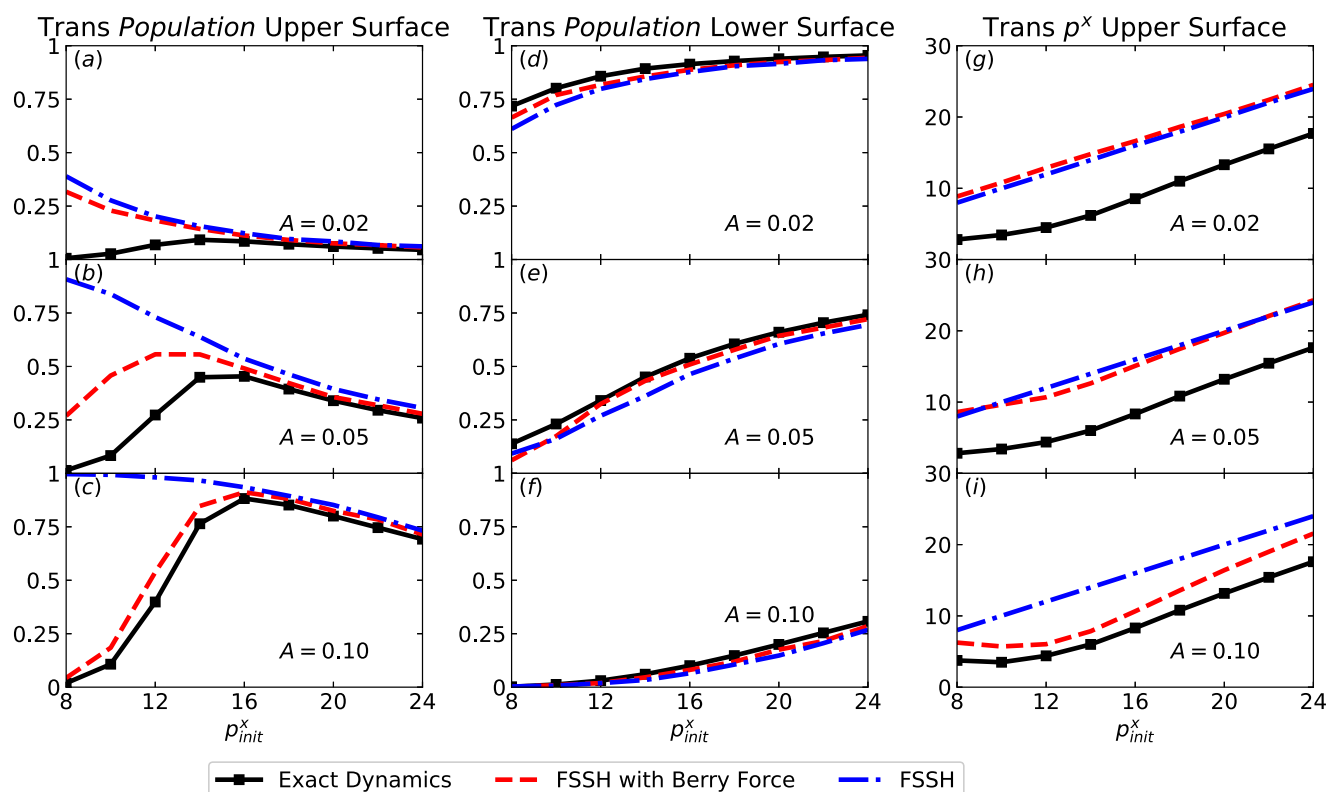 Trans Population Upper Surface
Trans Population Lower Surface
Trans p^x Upper Surface
1
(a)
0.75
0.5
0.25
A = 0.02
1
(b)
0.75
0.5
0.25
A = 0.05
1
(c)
0.75
0.5
0.25
A = 0.10
0
8 12 16 20 24
p^x_init
1
(d)
0.75
0.5
0.25
A = 0.02
1
(e)
0.75
0.5
0.25
A = 0.05
1
(f)
0.75
0.5
0.25
A = 0.10
0
8 12 16 20 24
p^x_init
30
(g)
20
10
A = 0.02
30
(h)
20
10
A = 0.05
30
(i)
20
10
A = 0.10
0
8 12 16 20 24
p^x_init
Exact Dynamics FSSH with Berry Force FSSH